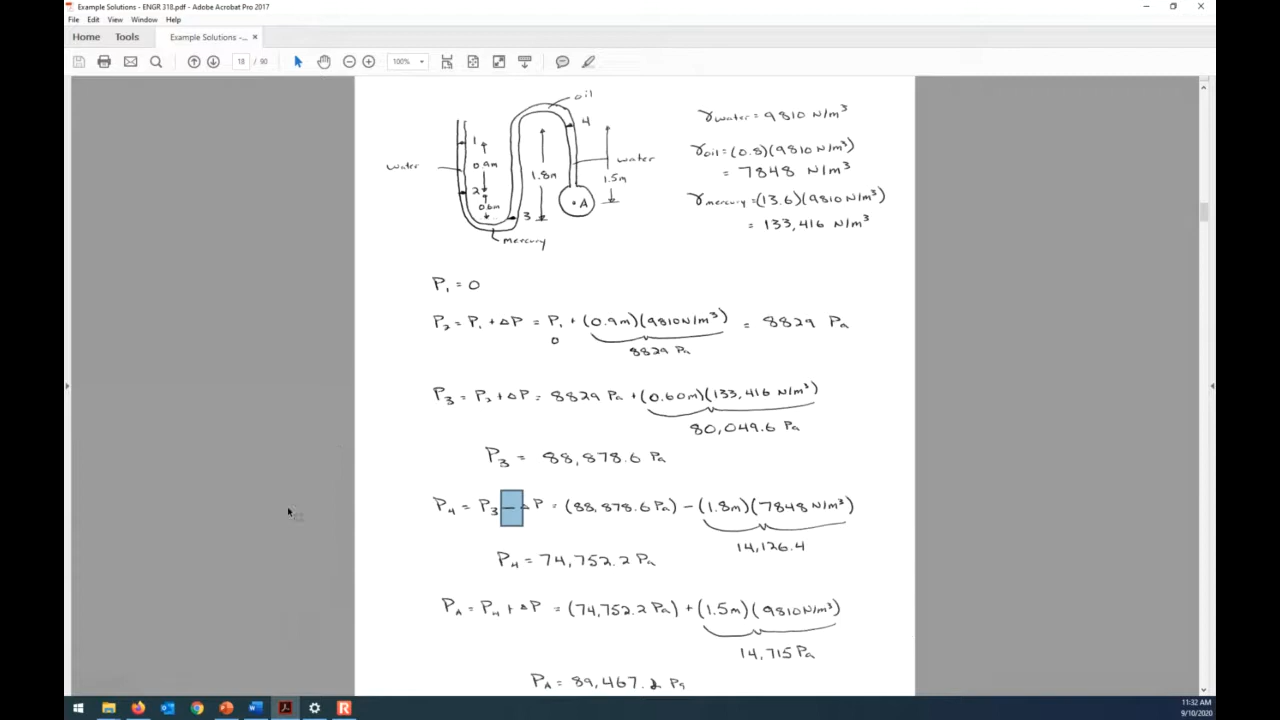 Example Solutions - ENGR 318.pdf - Adobe Acrobat Pro 2017
File Edit View Window Help
Home Tools Example Solutions -... ×
18 / 90 100%
oil
1
4
water
0.9m
1.8m
water
1.5m
2
0.6m
A
3
mercury
γwater = 9810 N/m³
γoil = (0.8)(9810 N/m³)
= 7848 N/m³
γmercury = (13.6)(9810 N/m³)
= 133,416 N/m³
P₁ = 0
P₂ = P₁ + ΔP = P₁ + (0.9m)(9810 N/m³) = 8829 Pa
0
8829 Pa
P₃ = P₂ + ΔP = 8829 Pa + (0.60m)(133,416 N/m³)
80,049.6 Pa
P₃ = 88,878.6 Pa
P₄ = P₃ - ΔP = (88,878.6 Pa) - (1.8m)(7848 N/m³)
14,126.4
P₄ = 74,752.2 Pa
P_A = P₄ + ΔP = (74,752.2 Pa) + (1.5m)(9810 N/m³)
14,715 Pa
P_A = 89,467.2 Pa
11:32 AM
9/10/2020